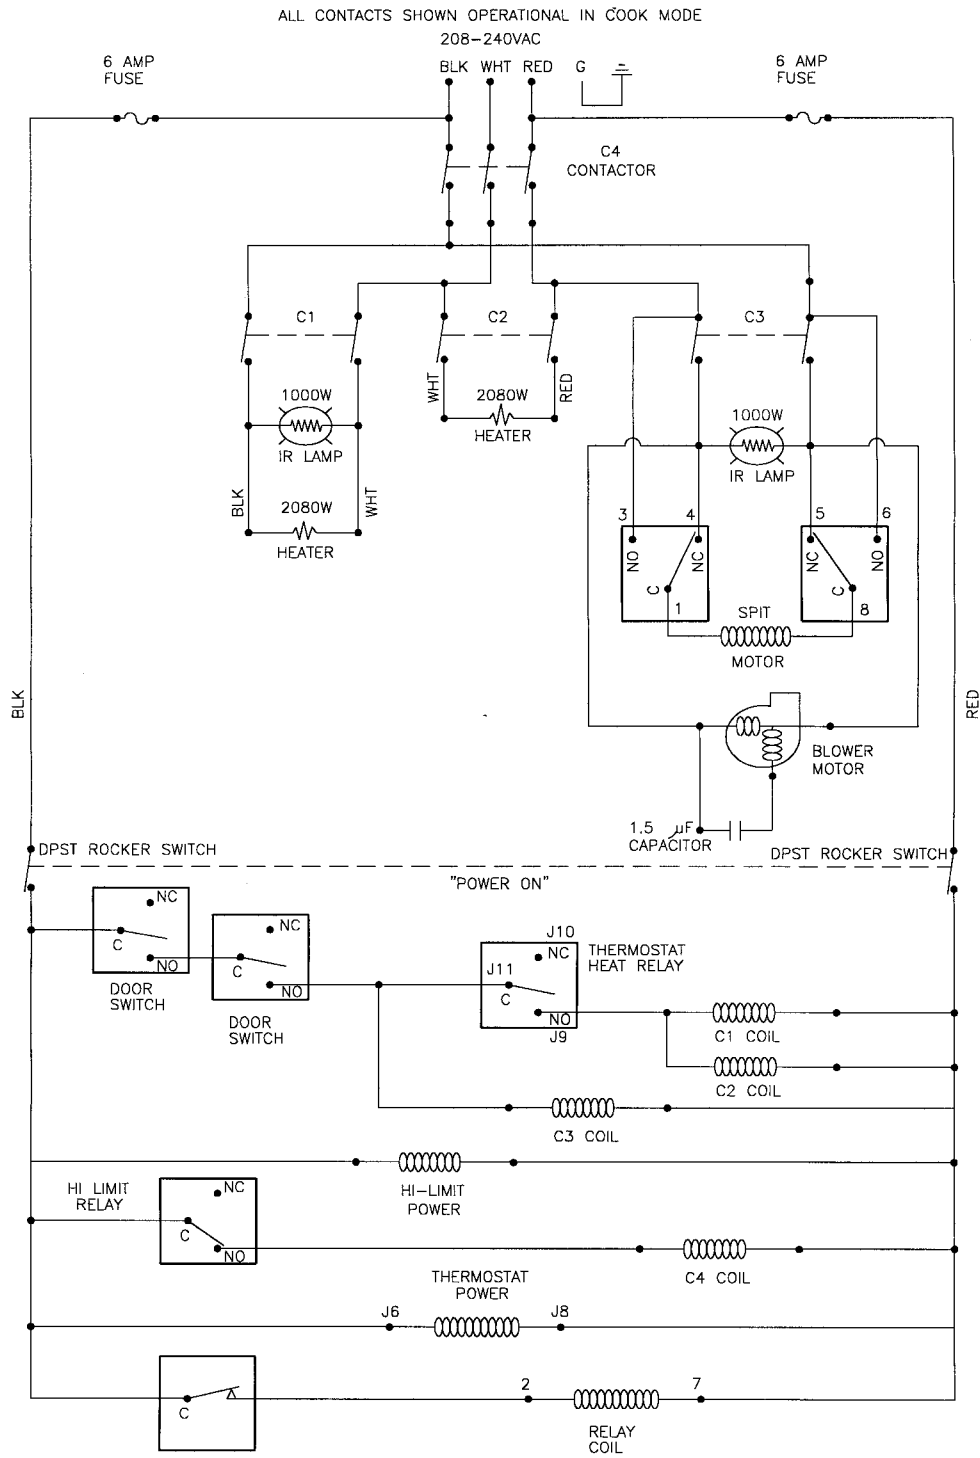 ALL CONTACTS SHOWN OPERATIONAL IN COOK MODE
208-240VAC
BLK WHT RED G
6 AMP
FUSE
6 AMP
FUSE
C4
CONTACTOR
C1
C2
C3
1000W
IR LAMP
WHT
2080W
HEATER
RED
1000W
IR LAMP
BLK
2080W
HEATER
WHT
3
4
5
6
NO
NC
C
1
NC
NO
C
8
SPIT
MOTOR
BLK
RED
BLOWER
MOTOR
1.5 µF
CAPACITOR
DPST ROCKER SWITCH
DPST ROCKER SWITCH
"POWER ON"
NC
C
NO
DOOR
SWITCH
NC
C
NO
DOOR
SWITCH
J10
NC
J11
C
NO
J9
THERMOSTAT
HEAT RELAY
C1 COIL
C2 COIL
C3 COIL
HI-LIMIT
POWER
HI LIMIT
RELAY
NC
C
NO
C4 COIL
THERMOSTAT
POWER
J6
J8
C
2
7
RELAY
COIL